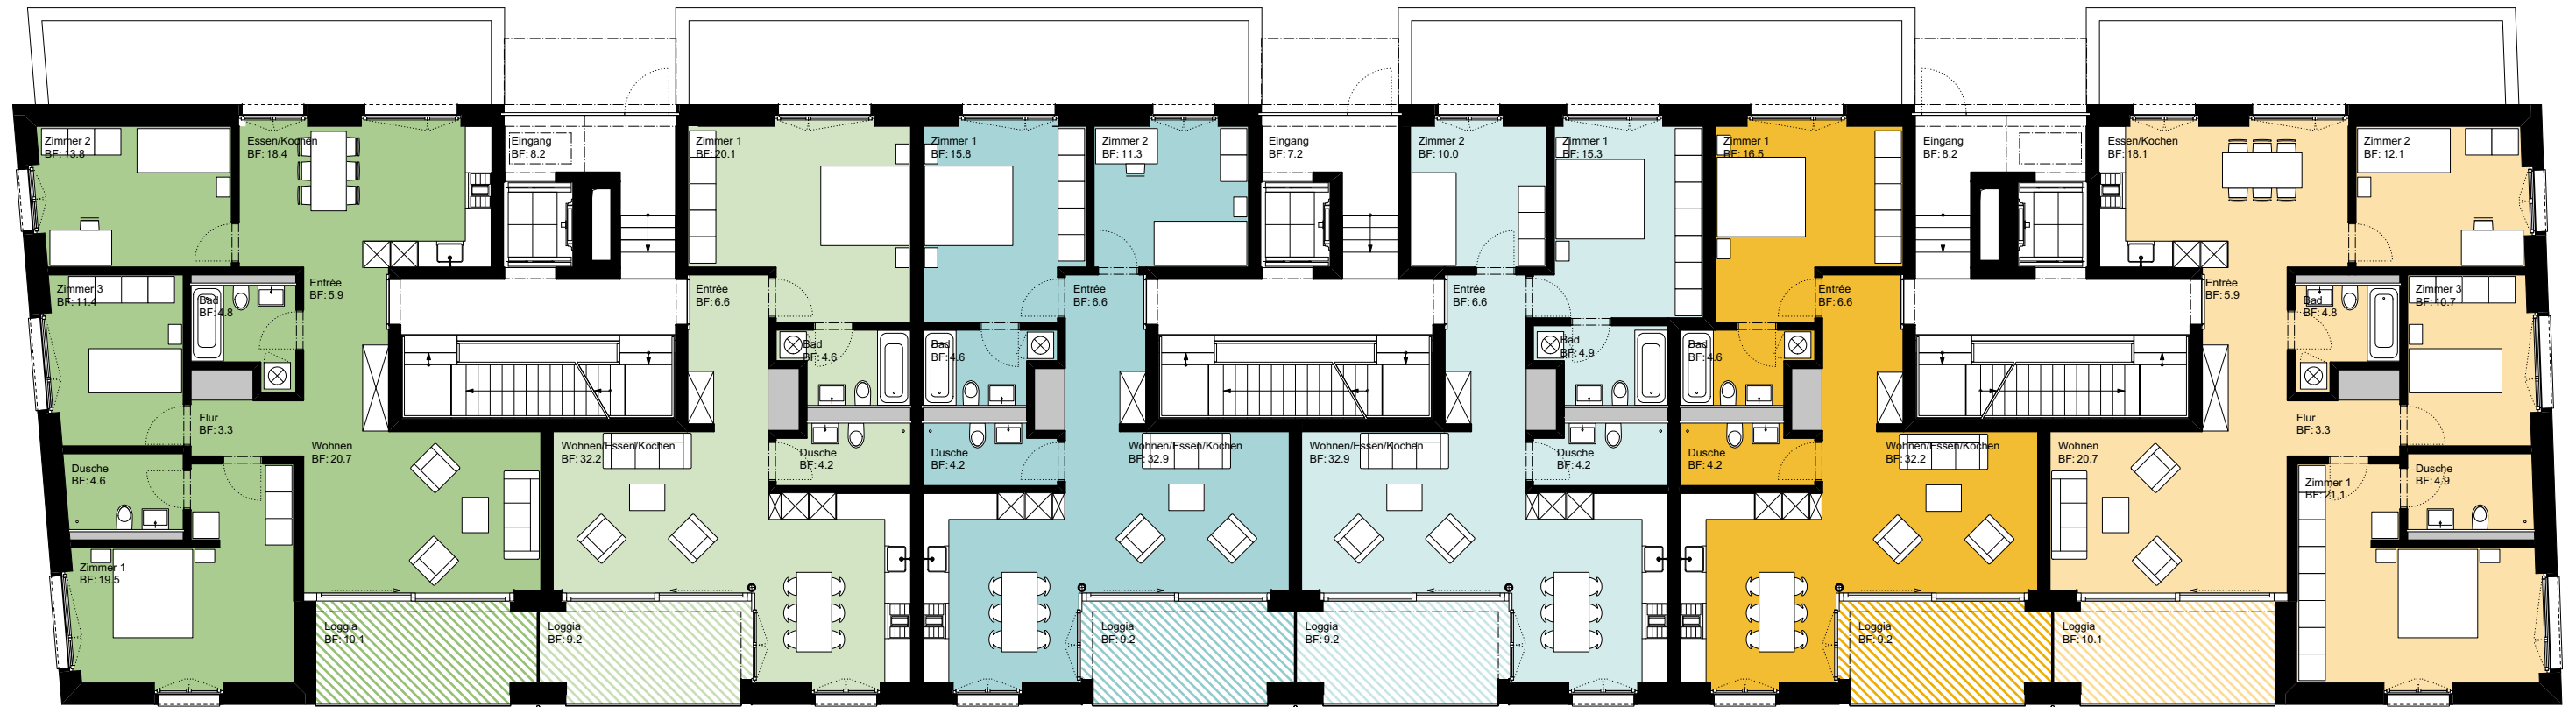 Zimmer 2
BF: 13.8
Essen/Kochen
BF: 18.4
Eingang
BF: 8.2
Zimmer 1
BF: 20.1
Zimmer 1
BF: 15.8
Zimmer 2
BF: 11.3
Eingang
BF: 7.2
Zimmer 2
BF: 10.0
Zimmer 1
BF: 15.3
Zimmer 1
BF: 16.5
Eingang
BF: 8.2
Essen/Kochen
BF: 18.1
Zimmer 2
BF: 12.1
Zimmer 3
BF: 11.4
Bad
BF: 4.8
Entrée
BF: 5.9
Entrée
BF: 6.6
Entrée
BF: 6.6
Entrée
BF: 6.6
Entrée
BF: 6.6
Entrée
BF: 5.9
Bad
BF: 4.8
Zimmer 3
BF: 10.7
Bad
BF: 4.6
Bad
BF: 4.6
Bad
BF: 4.9
Bad
BF: 4.6
Flur
BF: 3.3
Flur
BF: 3.3
Wohnen
BF: 20.7
Wohnen/Essen/Kochen
BF: 32.2
Dusche
BF: 4.2
Dusche
BF: 4.2
Wohnen/Essen/Kochen
BF: 32.9
Wohnen/Essen/Kochen
BF: 32.9
Dusche
BF: 4.2
Dusche
BF: 4.2
Wohnen/Essen/Kochen
BF: 32.2
Wohnen
BF: 20.7
Dusche
BF: 4.6
Zimmer 1
BF: 21.1
Dusche
BF: 4.9
Zimmer 1
BF: 19.5
Loggia
BF: 10.1
Loggia
BF: 9.2
Loggia
BF: 9.2
Loggia
BF: 9.2
Loggia
BF: 9.2
Loggia
BF: 10.1